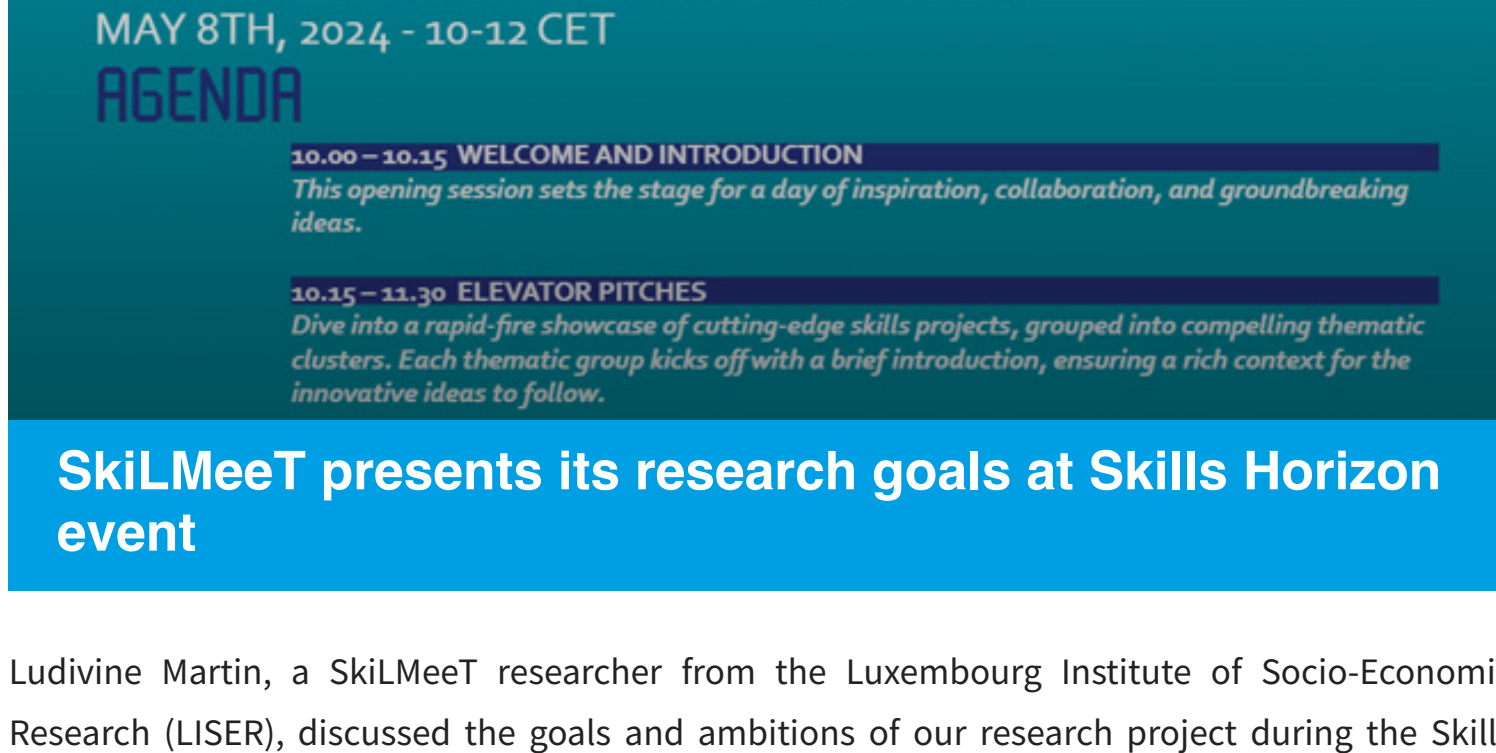 MAY 8TH, 2024 - 10-12 CET
AGENDA
10.00 – 10.15 WELCOME AND INTRODUCTION
This opening session sets the stage for a day of inspiration, collaboration, and groundbreaking
ideas.
10.15 – 11.30 ELEVATOR PITCHES
Dive into a rapid-fire showcase of cutting-edge skills projects, grouped into compelling thematic
clusters. Each thematic group kicks off with a brief introduction, ensuring a rich context for the
innovative ideas to follow.
SkiLMeeT presents its research goals at Skills Horizon
event
Ludivine Martin, a SkiLMeeT researcher from the Luxembourg Institute of Socio-Economi
Research (LISER), discussed the goals and ambitions of our research project during the Skill